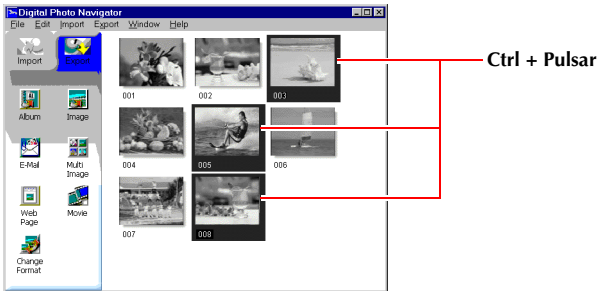 Digital Photo Navigator
File Edit Import Export Window Help
Import Export
001 002 003
Ctrl + Pulsar
Album Image
004 005 006
E-Mail Multi Image
Web Page Movie
007 008
Change Format